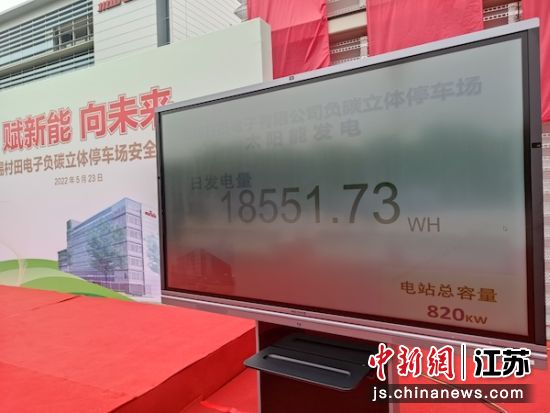 赋新能 向未来
村田电子负碳立体停车场安全
2022年5月23日
电子有限公司负碳立体停车场
太阳能发电
日发电量
18551.73 WH
电站总容量
820KW
中新網 江苏
js.chinanews.com